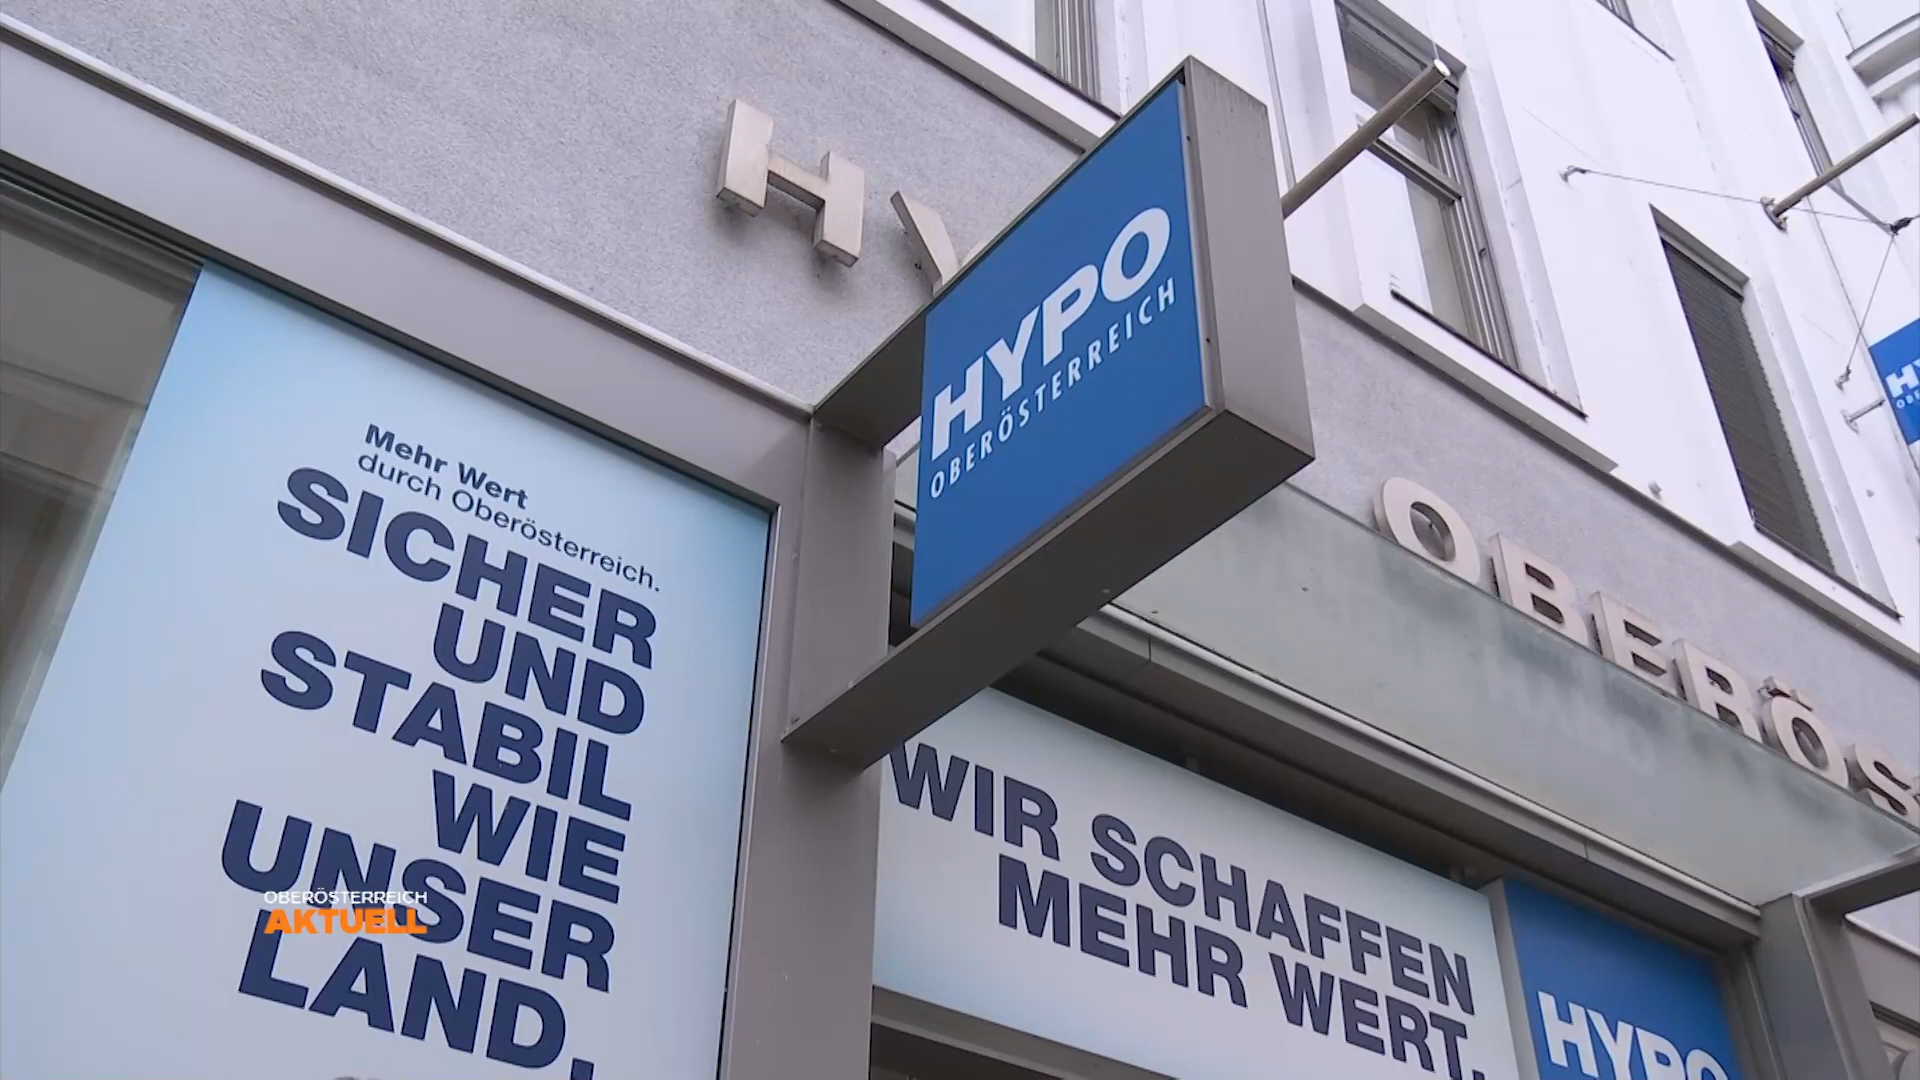 Mehr Wert
durch Oberösterreich.
SICHER
UND
STABIL
WIE
UNSER
LAND.
OBERÖSTERREICH
AKTUELL
HY
HYPO
OBERÖSTERREICH
OBERÖS
WIR SCHAFFEN
MEHR WERT.
HYPO